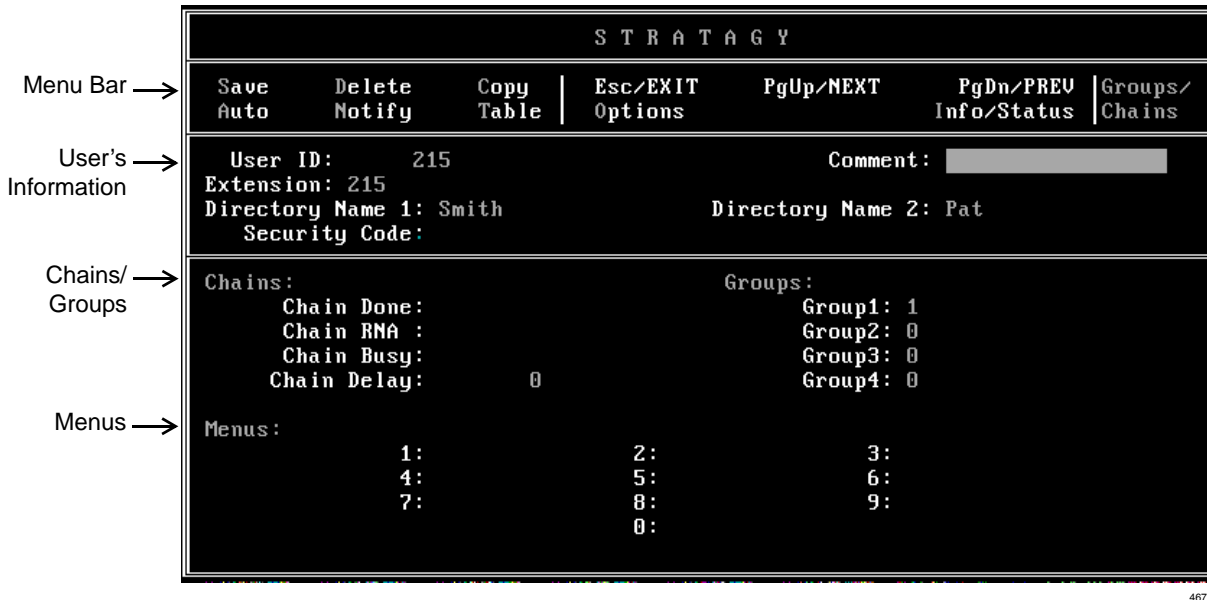 S T R A T A G Y
Menu Bar
Save Delete Copy Esc/EXIT PgUp/NEXT PgDn/PREV Groups/
Auto Notify Table Options Info/Status Chains
User's
Information
User ID: 215 Comment:
Extension: 215
Directory Name 1: Smith Directory Name 2: Pat
Security Code:
Chains/
Groups
Chains: Groups:
Chain Done: Group1: 1
Chain RNA : Group2: 0
Chain Busy: Group3: 0
Chain Delay: 0 Group4: 0
Menus
Menus:
1: 2: 3:
4: 5: 6:
7: 8: 9:
0:
467